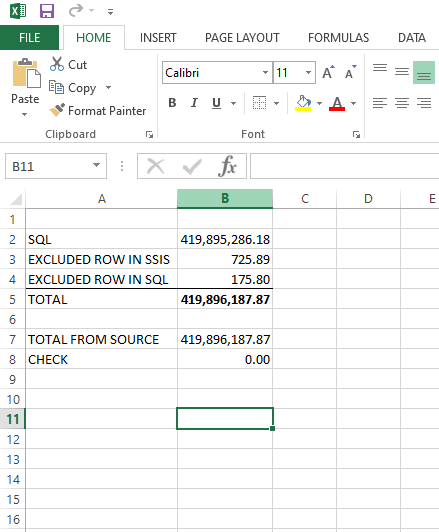 FILE HOME INSERT PAGE LAYOUT FORMULAS DATA
Cut
Copy
Format Painter
Paste
Calibri 11 A A
B I U A
Clipboard Font
B11 fx
A B C D E
1
2 SQL 419,895,286.18
3 EXCLUDED ROW IN SSIS 725.89
4 EXCLUDED ROW IN SQL 175.80
5 TOTAL 419,896,187.87
6
7 TOTAL FROM SOURCE 419,896,187.87
8 CHECK 0.00
9
10
11
12
13
14
15
16